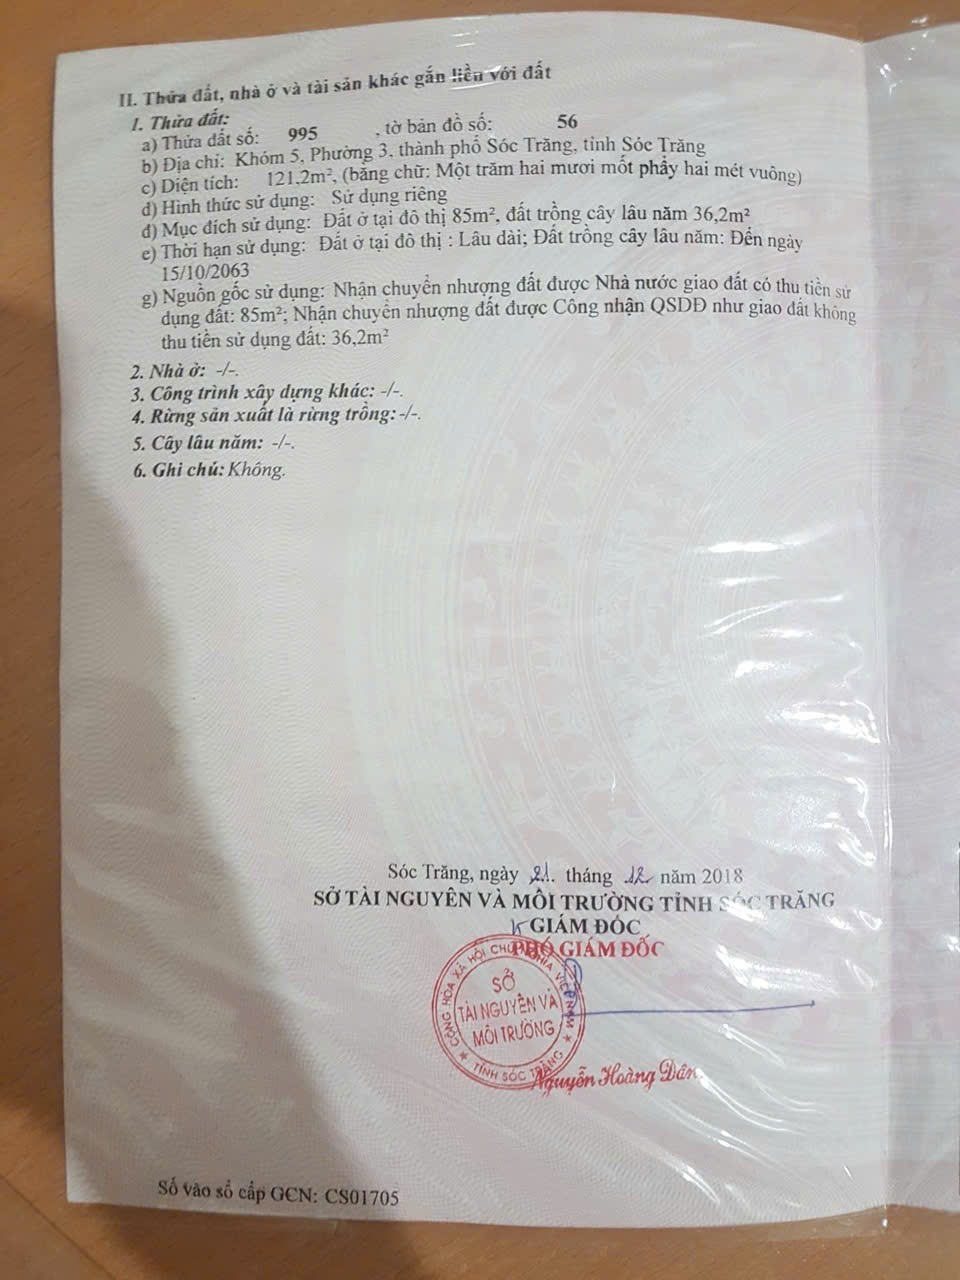 II. Thửa đất, nhà ở và tài sản khác gắn liền với đất
1. Thửa đất:
a) Thửa đất số: 995 , tờ bản đồ số: 56
b) Địa chỉ: Khóm 5, Phường 3, thành phố Sóc Trăng, tỉnh Sóc Trăng
c) Diện tích: 121,2m², (bằng chữ: Một trăm hai mươi mốt phẩy hai mét vuông)
d) Hình thức sử dụng: Sử dụng riêng
đ) Mục đích sử dụng: Đất ở tại đô thị 85m², đất trồng cây lâu năm 36,2m²
e) Thời hạn sử dụng: Đất ở tại đô thị : Lâu dài; Đất trồng cây lâu năm: Đến ngày
15/10/2063
g) Nguồn gốc sử dụng: Nhận chuyển nhượng đất được Nhà nước giao đất có thu tiền sử
dụng đất: 85m²; Nhận chuyển nhượng đất được Công nhận QSDĐ như giao đất không
thu tiền sử dụng đất: 36,2m²
2. Nhà ở: -/-.
3. Công trình xây dựng khác: -/-.
4. Rừng sản xuất là rừng trồng: -/-.
5. Cây lâu năm: -/-.
6. Ghi chú: Không.
Sóc Trăng, ngày 21. tháng 12 năm 2018
SỞ TÀI NGUYÊN VÀ MÔI TRƯỜNG TỈNH SÓC TRĂNG
K GIÁM ĐỐC
PHÓ GIÁM ĐỐC
CỘNG HÒA XÃ HỘI CHỦ NGHĨA VIỆT NAM
SỞ
TÀI NGUYÊN VÀ
MÔI TRƯỜNG
★ TỈNH SÓC TRĂNG ★
Nguyễn Hoàng Dân
Số vào sổ cấp GCN: CS01705